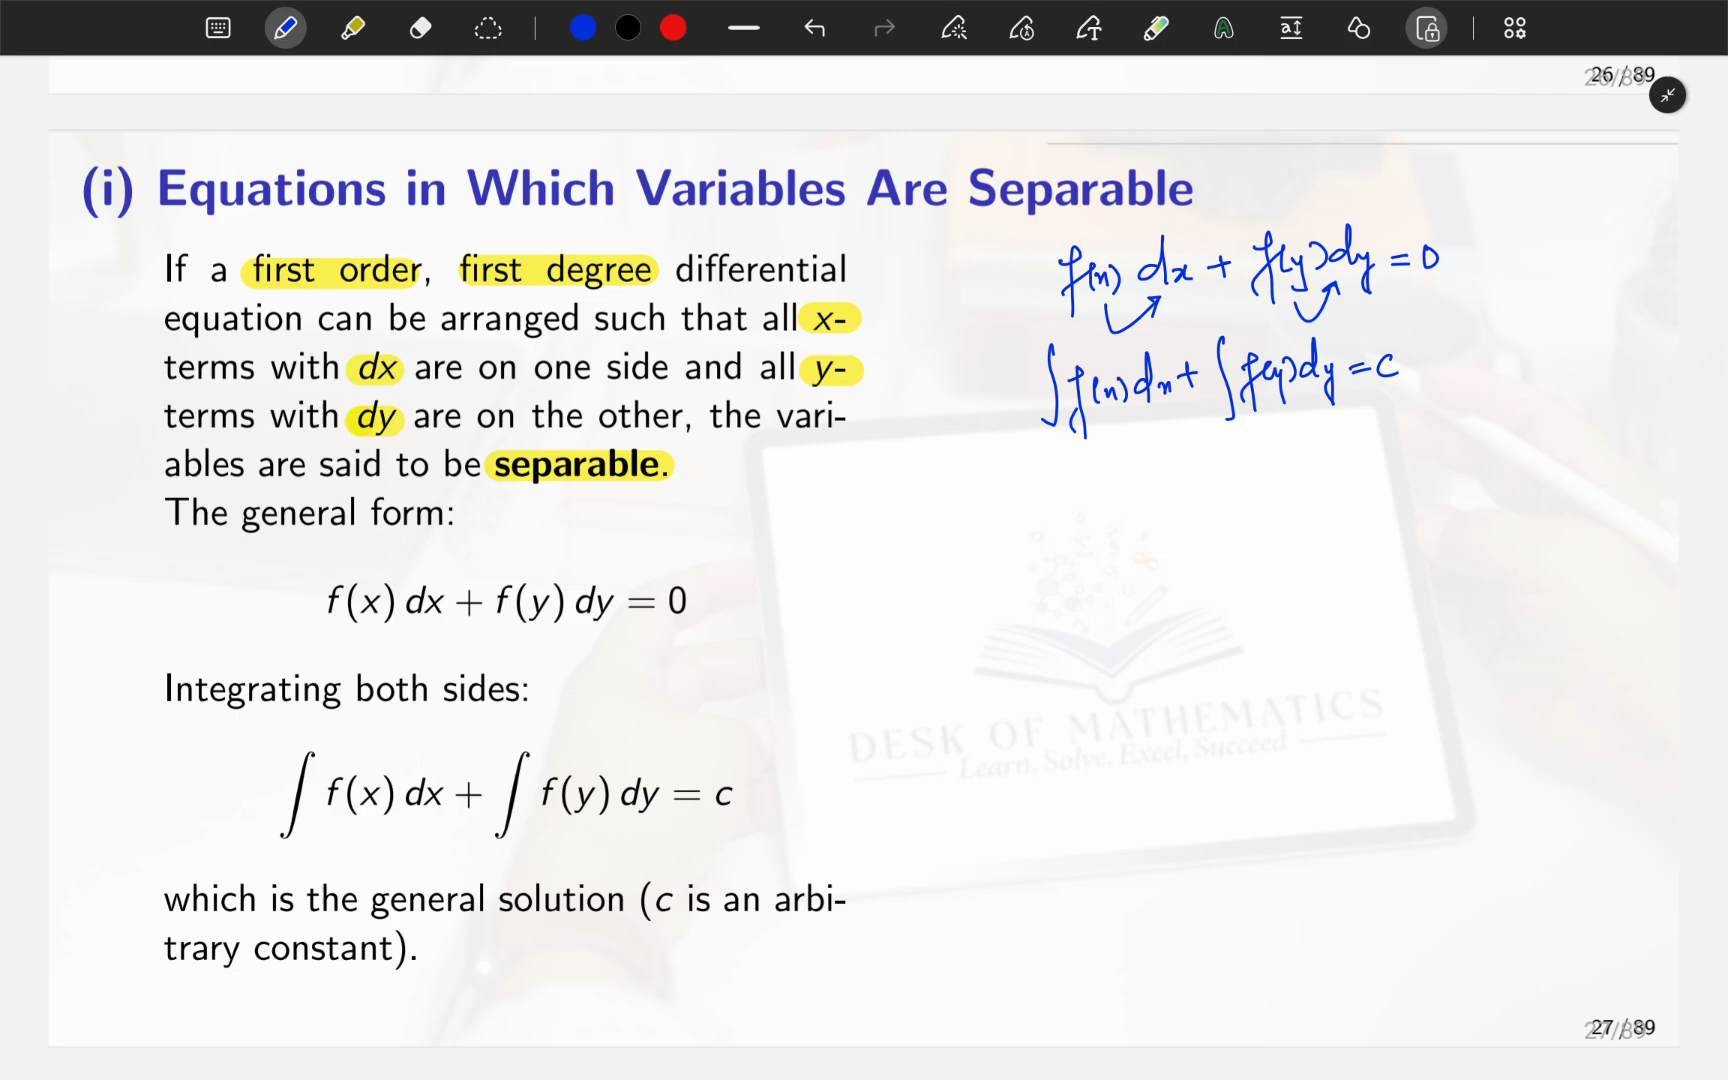 26 / 89
(i) Equations in Which Variables Are Separable
If a first order, first degree differential
equation can be arranged such that all x-
terms with dx are on one side and all y-
terms with dy are on the other, the vari-
ables are said to be separable.
The general form:
f(x) dx + f(y) dy = 0
Integrating both sides:
∫ f(x) dx + ∫ f(y) dy = c
which is the general solution (c is an arbi-
trary constant).
f(x) dx + f(y) dy = 0
∫ f(x) dx + ∫ f(y) dy = c
DESK OF MATHEMATICS
Learn, Solve, Excel, Succeed
27 / 89